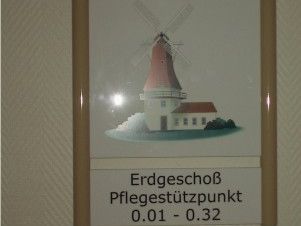 Erdgeschoß
Pflegestützpunkt
0.01 - 0.32